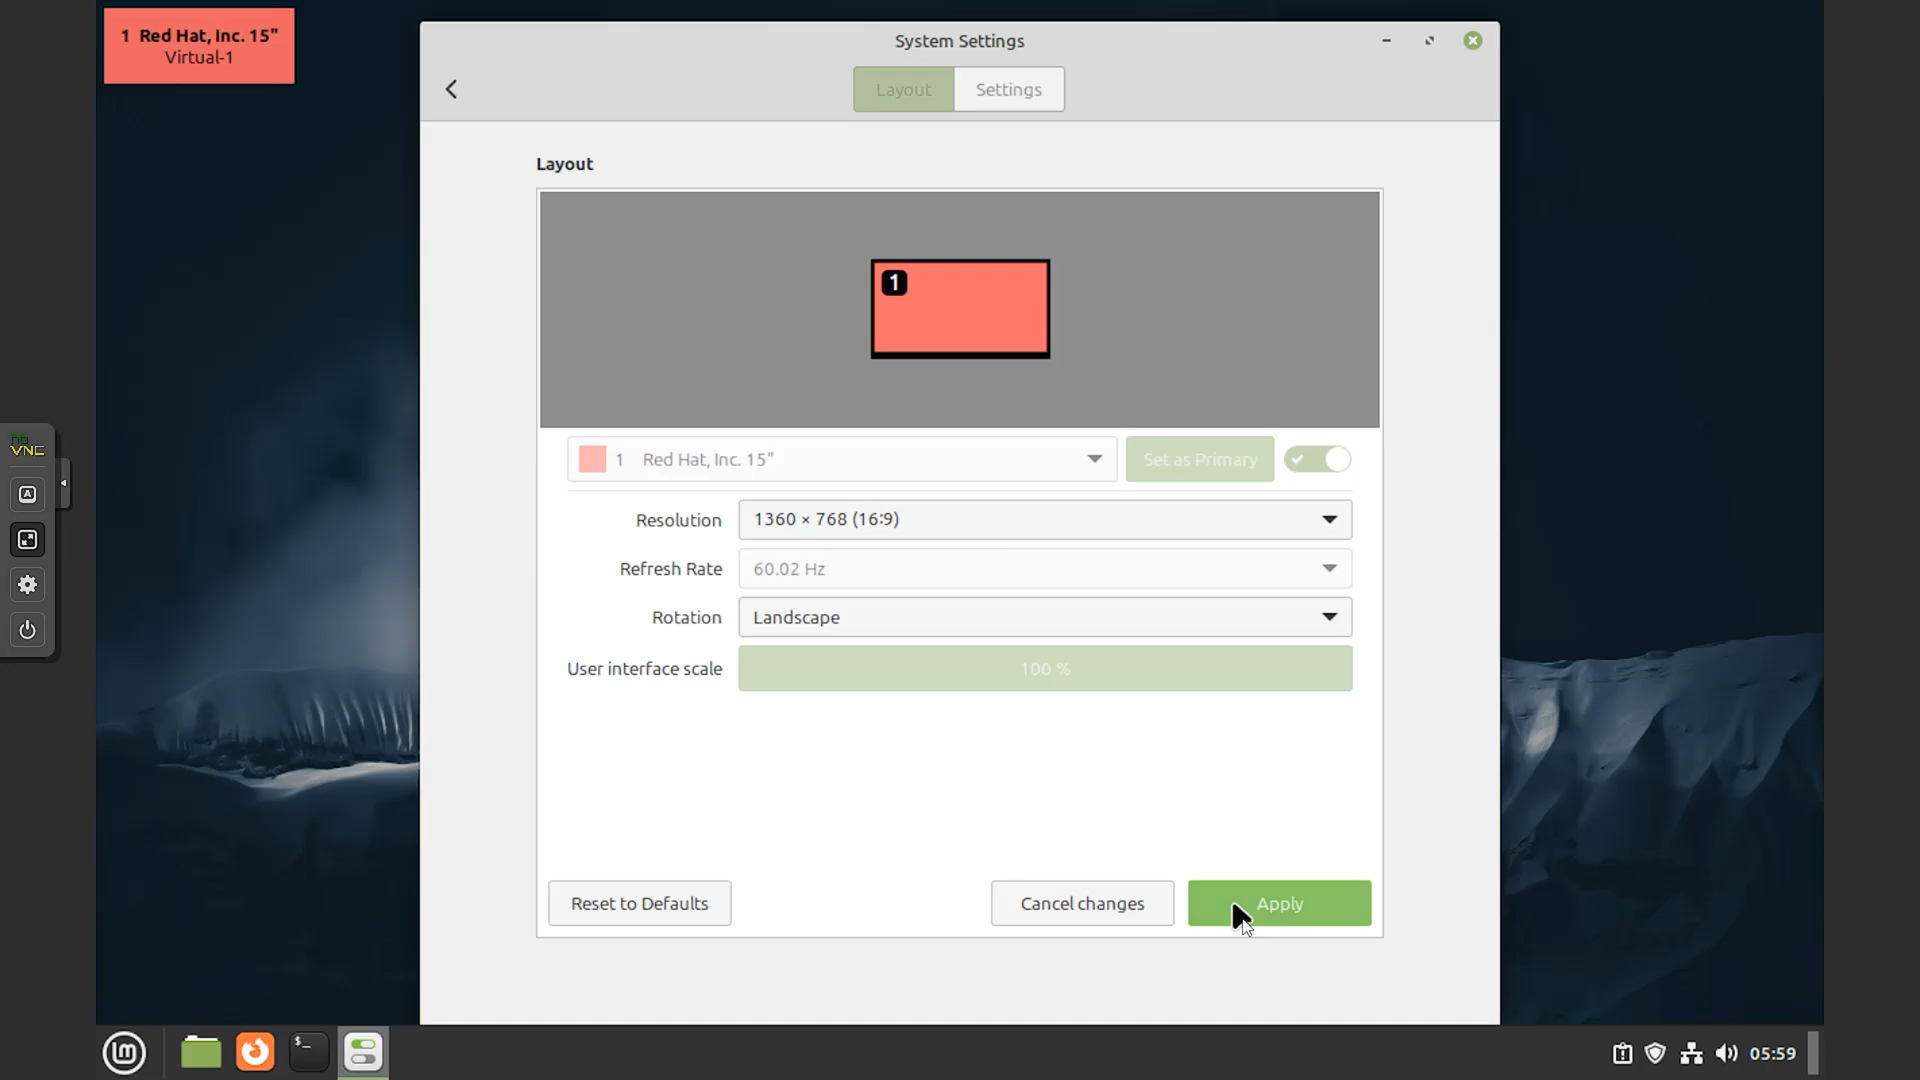 1 Red Hat, Inc. 15"
Virtual-1
System Settings
Layout
Settings
Layout
1
1 Red Hat, Inc. 15"
Set as Primary
Resolution
1360 × 768 (16:9)
Refresh Rate
60.02 Hz
Rotation
Landscape
User interface scale
100 %
Reset to Defaults
Cancel changes
Apply
no
VNC
A
$_
05:59